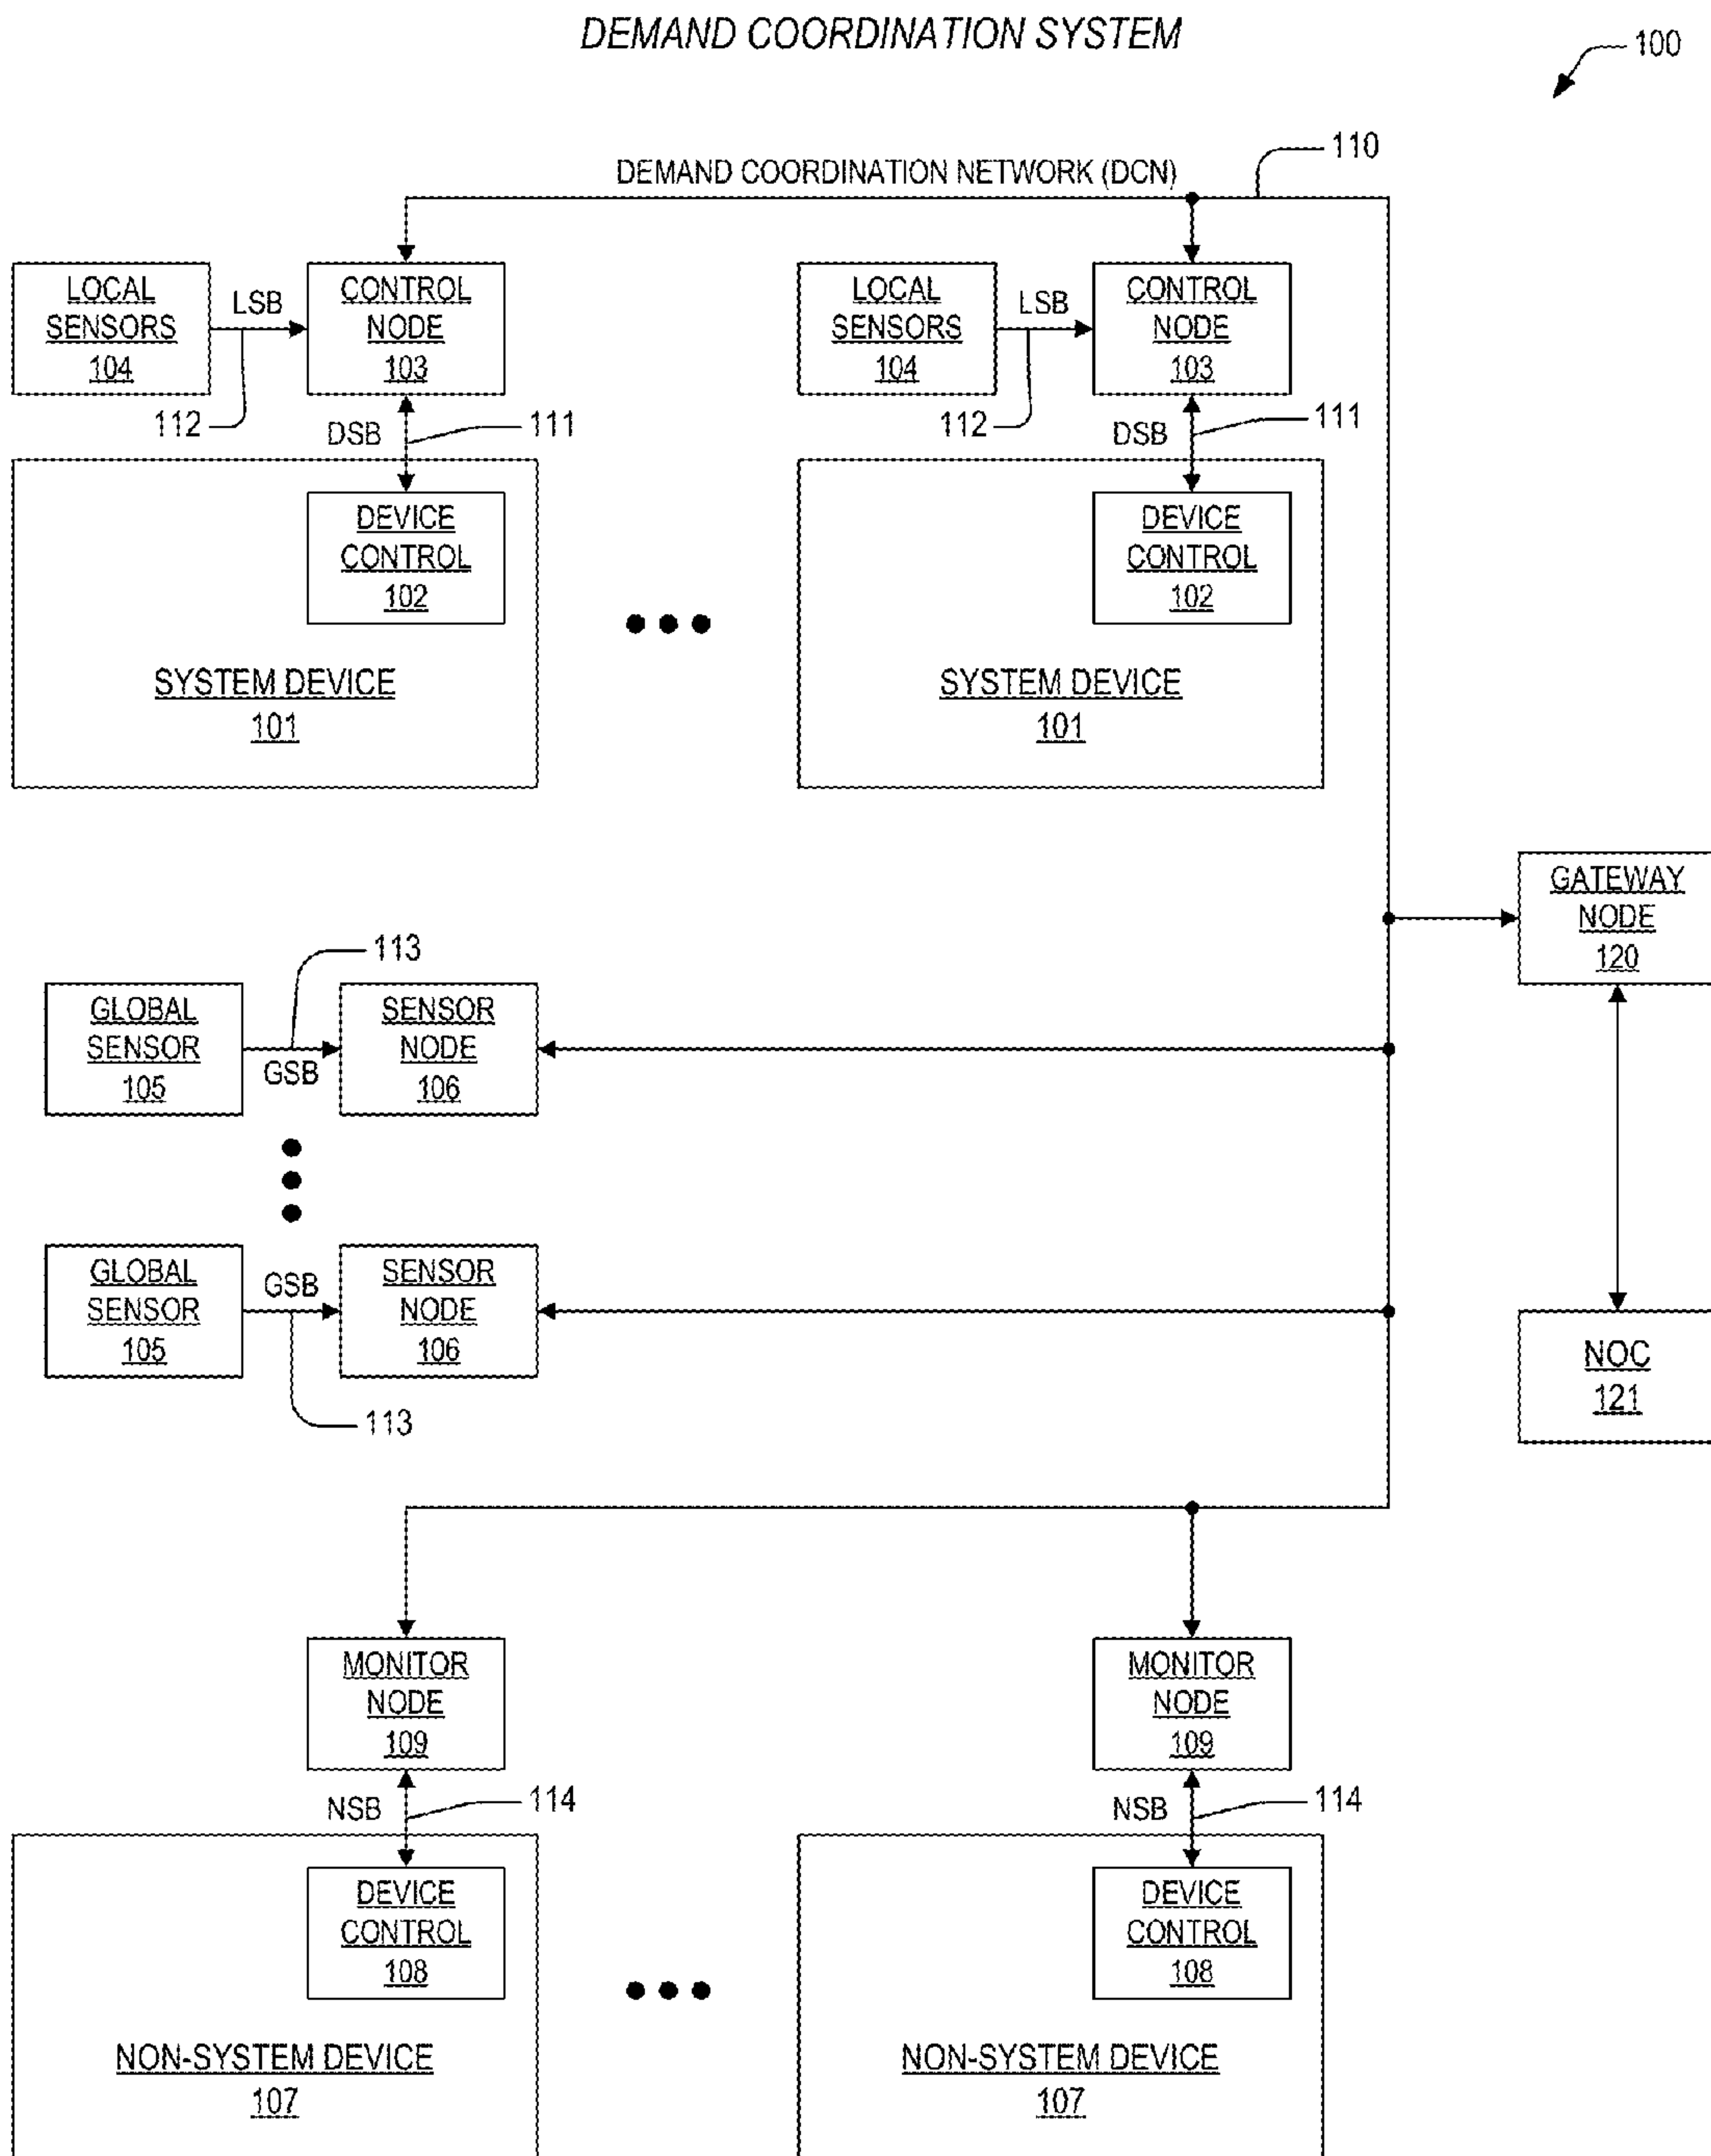 DEMAND COORDINATION SYSTEM
100
110
DEMAND COORDINATION NETWORK (DCN)
LOCAL
SENSORS
104
LSB
CONTROL
NODE
103
LOCAL
SENSORS
104
LSB
CONTROL
NODE
103
112
DSB
111
112
DSB
111
DEVICE
CONTROL
102
SYSTEM DEVICE
101
DEVICE
CONTROL
102
SYSTEM DEVICE
101
GATEWAY
NODE
120
113
GLOBAL
SENSOR
105
GSB
SENSOR
NODE
106
GLOBAL
SENSOR
105
GSB
SENSOR
NODE
106
113
NOC
121
MONITOR
NODE
109
MONITOR
NODE
109
NSB
114
NSB
114
DEVICE
CONTROL
108
NON-SYSTEM DEVICE
107
DEVICE
CONTROL
108
NON-SYSTEM DEVICE
107